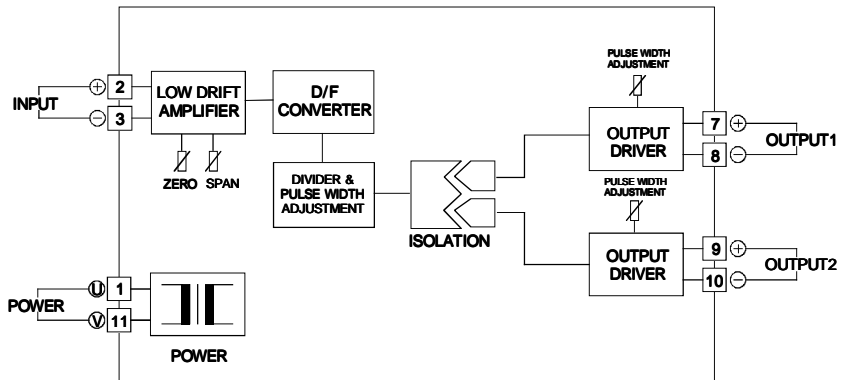 INPUT
+
2
−
3
LOW DRIFT
AMPLIFIER
ZERO
SPAN
D/F
CONVERTER
DIVIDER &
PULSE WIDTH
ADJUSTMENT
ISOLATION
PULSE WIDTH
ADJUSTMENT
OUTPUT
DRIVER
7
+
8
−
OUTPUT1
PULSE WIDTH
ADJUSTMENT
OUTPUT
DRIVER
9
+
10
−
OUTPUT2
POWER
U
1
V
11
POWER